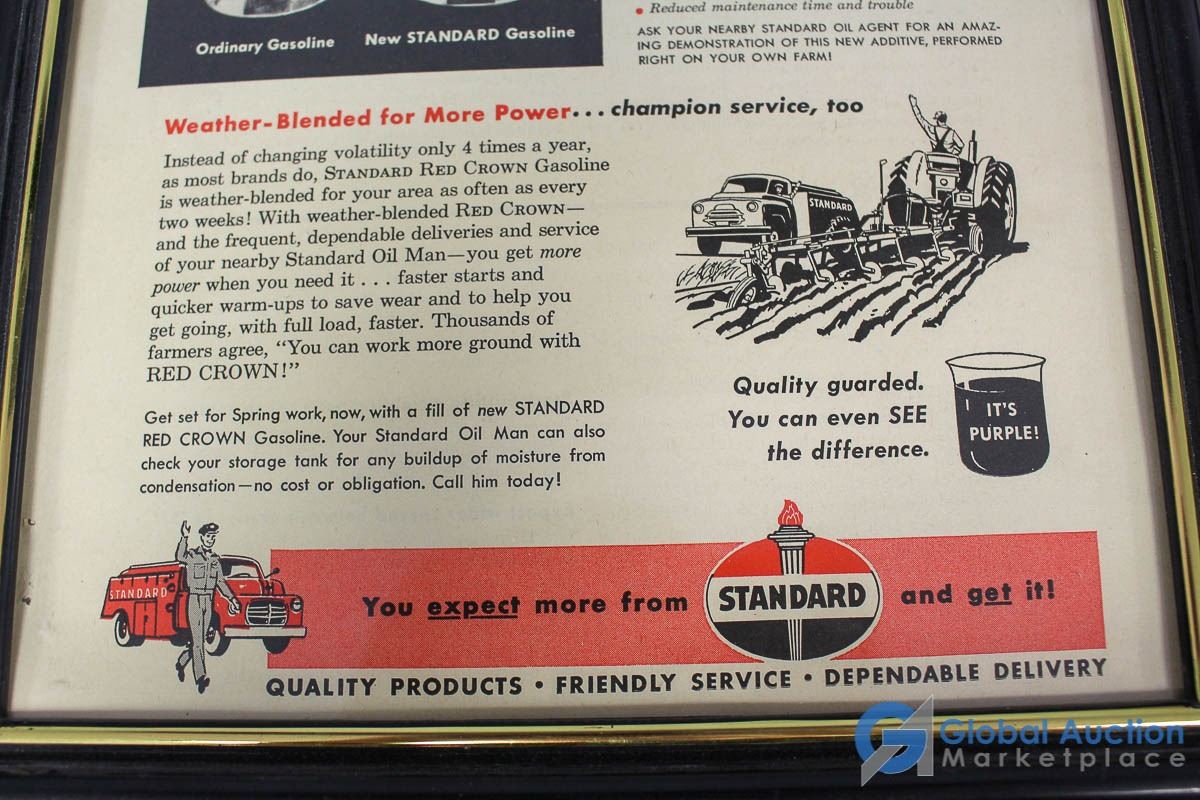 Ordinary Gasoline
New STANDARD Gasoline
• Reduced maintenance time and trouble
ASK YOUR NEARBY STANDARD OIL AGENT FOR AN AMAZ-
ING DEMONSTRATION OF THIS NEW ADDITIVE, PERFORMED
RIGHT ON YOUR OWN FARM!
Weather-Blended for More Power... champion service, too
Instead of changing volatility only 4 times a year,
as most brands do, STANDARD RED CROWN Gasoline
is weather-blended for your area as often as every
two weeks! With weather-blended RED CROWN—
and the frequent, dependable deliveries and service
of your nearby Standard Oil Man—you get more
power when you need it . . . faster starts and
quicker warm-ups to save wear and to help you
get going, with full load, faster. Thousands of
farmers agree, “You can work more ground with
RED CROWN!”
STANDARD
Get set for Spring work, now, with a fill of new STANDARD
RED CROWN Gasoline. Your Standard Oil Man can also
check your storage tank for any buildup of moisture from
condensation—no cost or obligation. Call him today!
Quality guarded.
You can even SEE
the difference.
IT'S
PURPLE!
STANDARD
You expect more from
STANDARD
and get it!
QUALITY PRODUCTS • FRIENDLY SERVICE • DEPENDABLE DELIVERY
Global Auction
Marketplace